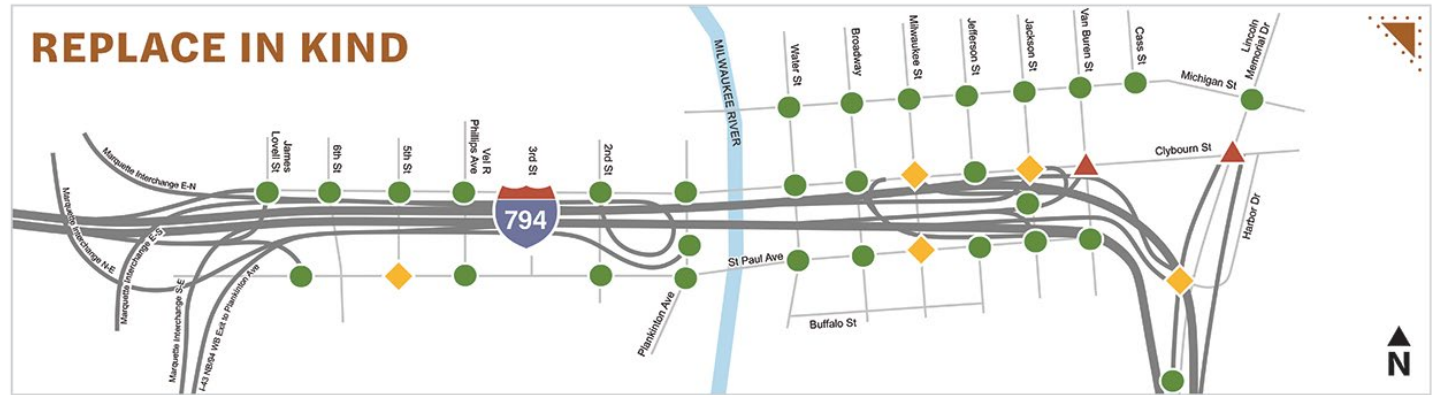 REPLACE IN KIND
MILWAUKEE RIVER
Water St
Broadway
Milwaukee St
Jefferson St
Jackson St
Van Buren St
Cass St
Lincoln
Memorial Dr
Michigan St
Clybourn St
Harbor Dr
James
Lovell St
6th St
5th St
Vel R
Phillips Ave
3rd St
2nd St
794
Marquette Interchange E-N
Marquette Interchange N-E
Marquette Interchange E-S
Marquette Interchange S-E
I-43 NB/94 WB Exit to Plankinton Ave
Plankinton Ave
St Paul Ave
Buffalo St
N